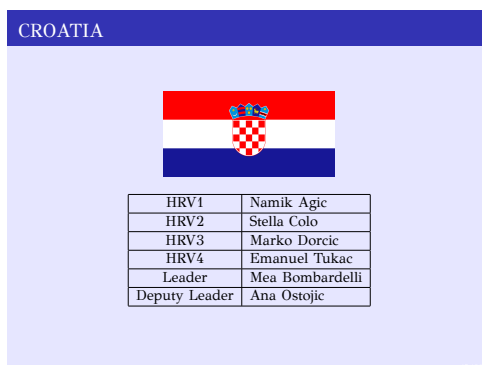 CROATIA
HRV1 Namik Agic
HRV2 Stella Colo
HRV3 Marko Dorcic
HRV4 Emanuel Tukac
Leader Mea Bombardelli
Deputy Leader Ana Ostojic